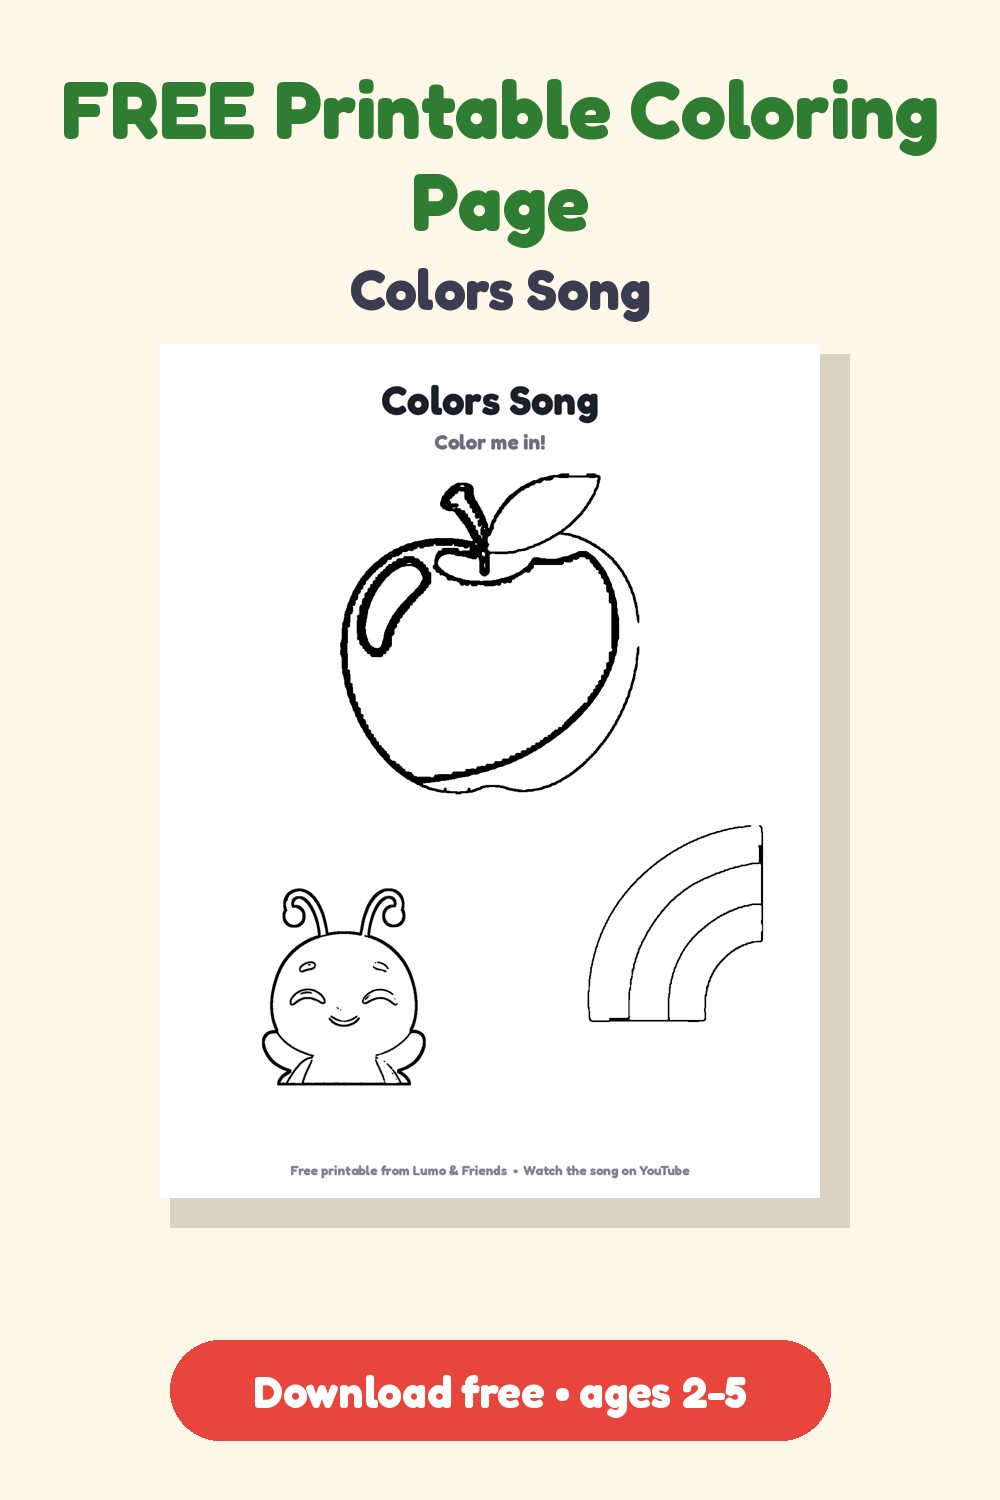 FREE Printable Coloring
Page
Colors Song
Colors Song
Color me in!
Free printable from Lumo & Friends • Watch the song on YouTube
Download free • ages 2-5